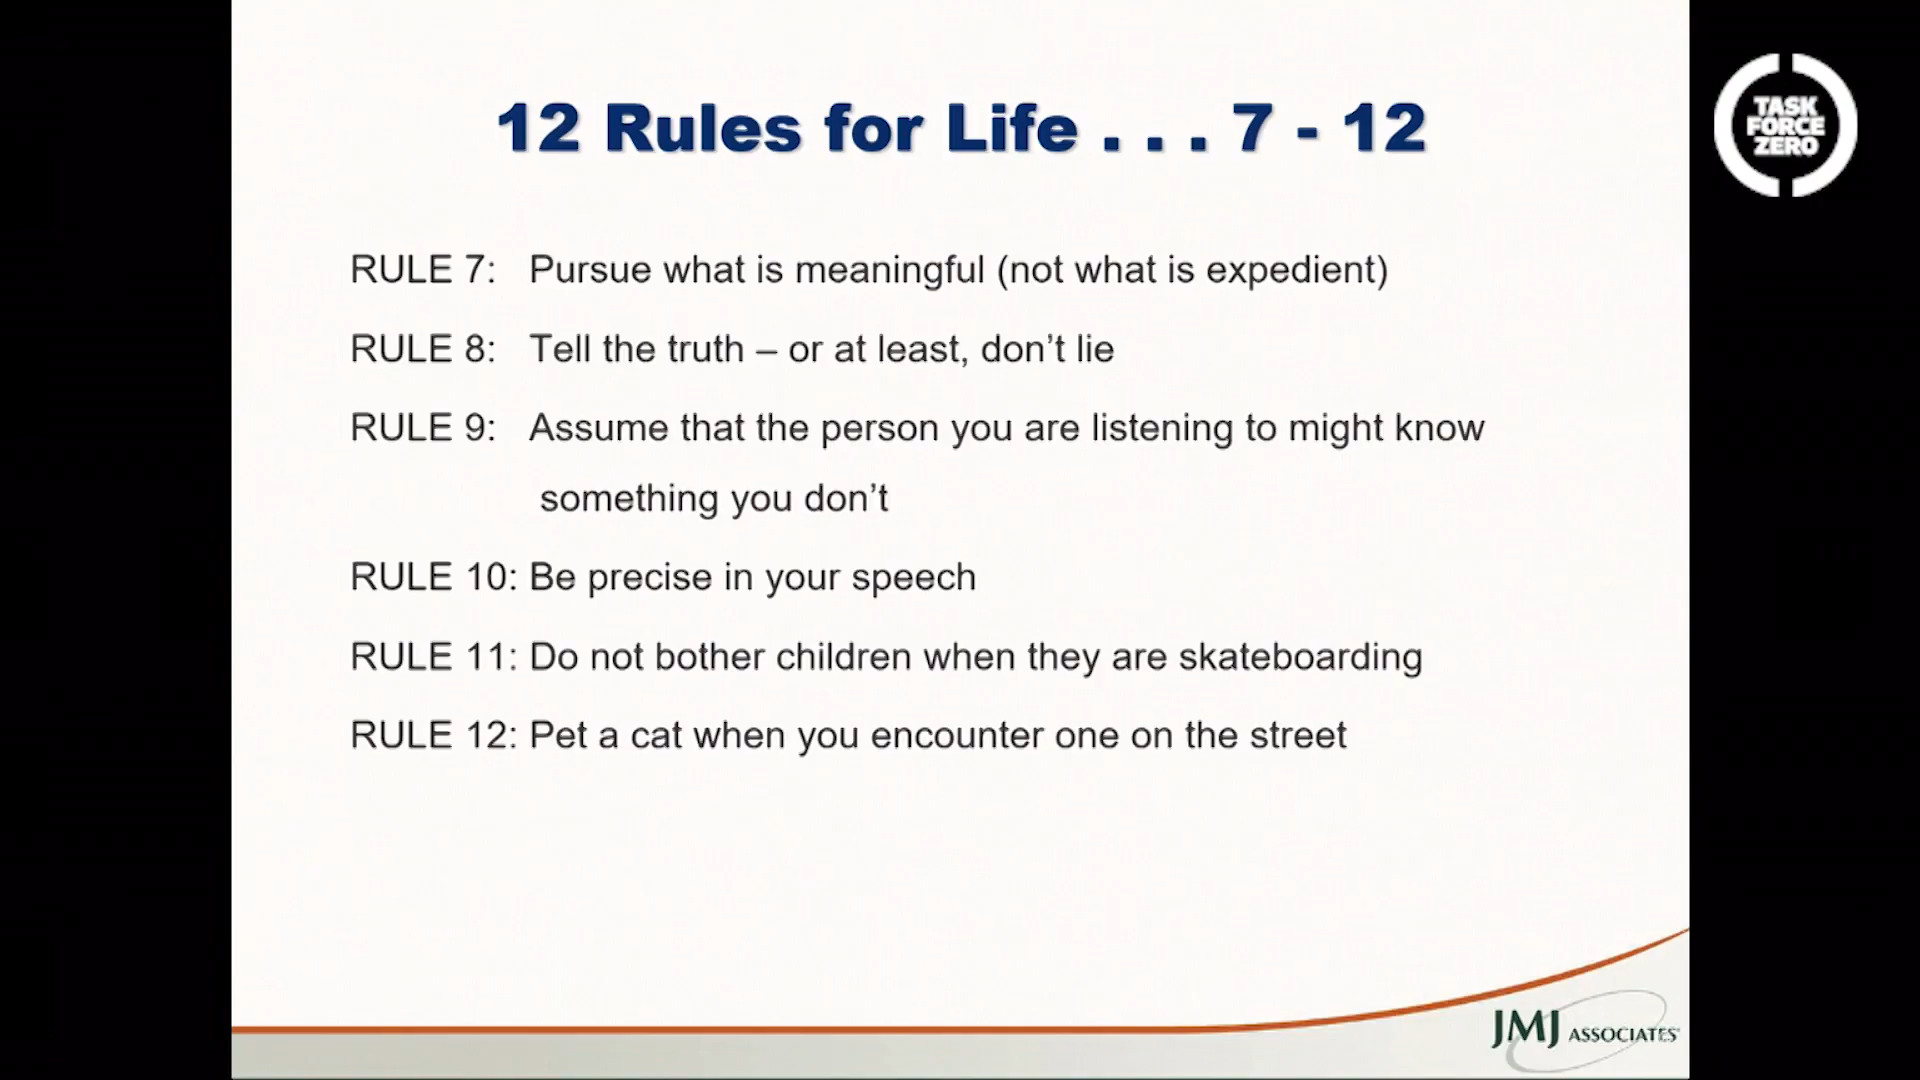 12 Rules for Life . . . 7 - 12
TASK
FORCE
ZERO
RULE 7: Pursue what is meaningful (not what is expedient)
RULE 8: Tell the truth – or at least, don’t lie
RULE 9: Assume that the person you are listening to might know
something you don’t
RULE 10: Be precise in your speech
RULE 11: Do not bother children when they are skateboarding
RULE 12: Pet a cat when you encounter one on the street
JMJ ASSOCIATES